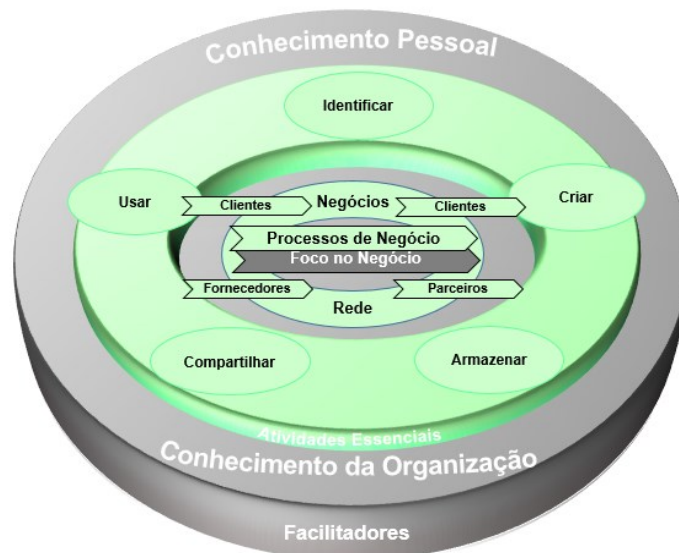 Conhecimento Pessoal
Identificar
Usar
Clientes
Negócios
Clientes
Criar
Processos de Negócio
Foco no Negócio
Fornecedores
Parceiros
Rede
Compartilhar
Armazenar
Atividades Essenciais
Conhecimento da Organização
Facilitadores